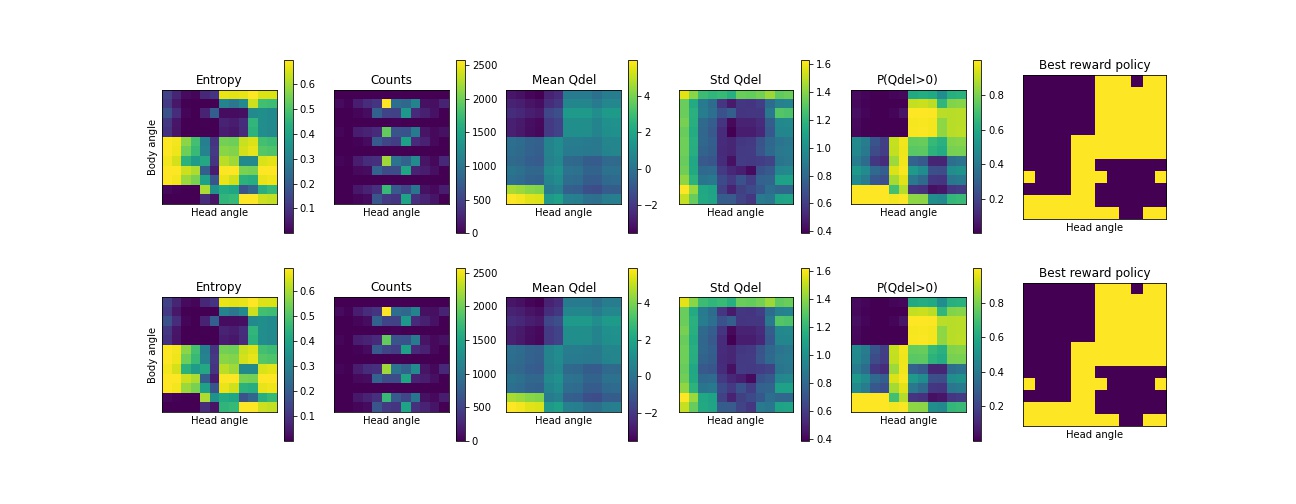 Entropy
Counts
Mean Qdel
Std Qdel
P(Qdel>0)
Best reward policy
0.6
0.5
0.4
0.3
0.2
0.1
2500
2000
1500
1000
500
0
4
2
0
−2
1.6
1.4
1.2
1.0
0.8
0.6
0.4
0.8
0.6
0.4
0.2
Body angle
Head angle
Head angle
Head angle
Head angle
Head angle
Head angle
Entropy
Counts
Mean Qdel
Std Qdel
P(Qdel>0)
Best reward policy
0.6
0.5
0.4
0.3
0.2
0.1
2500
2000
1500
1000
500
0
4
2
0
−2
1.6
1.4
1.2
1.0
0.8
0.6
0.4
0.8
0.6
0.4
0.2
Body angle
Head angle
Head angle
Head angle
Head angle
Head angle
Head angle